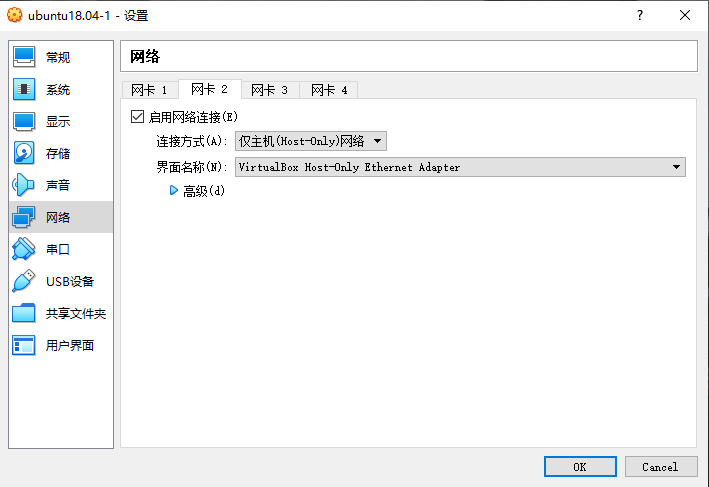 ubuntu18.04-1 - 设置
常规
系统
显示
存储
声音
网络
串口
USB设备
共享文件夹
用户界面
网络
网卡 1 网卡 2 网卡 3 网卡 4
启用网络连接(E)
连接方式(A): 仅主机(Host-Only)网络
界面名称(N): VirtualBox Host-Only Ethernet Adapter
高级(d)
OK Cancel